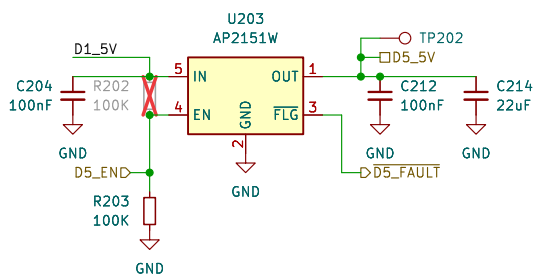 U203
AP2151W
D1_5V
TP202
5 IN
OUT 1
D5_5V
C204
100nF
R202
100K
C212
100nF
C214
22uF
4 EN
GND
FLG 3
2
GND
GND
GND
GND
D5_EN
D5_FAULT
R203
100K
GND